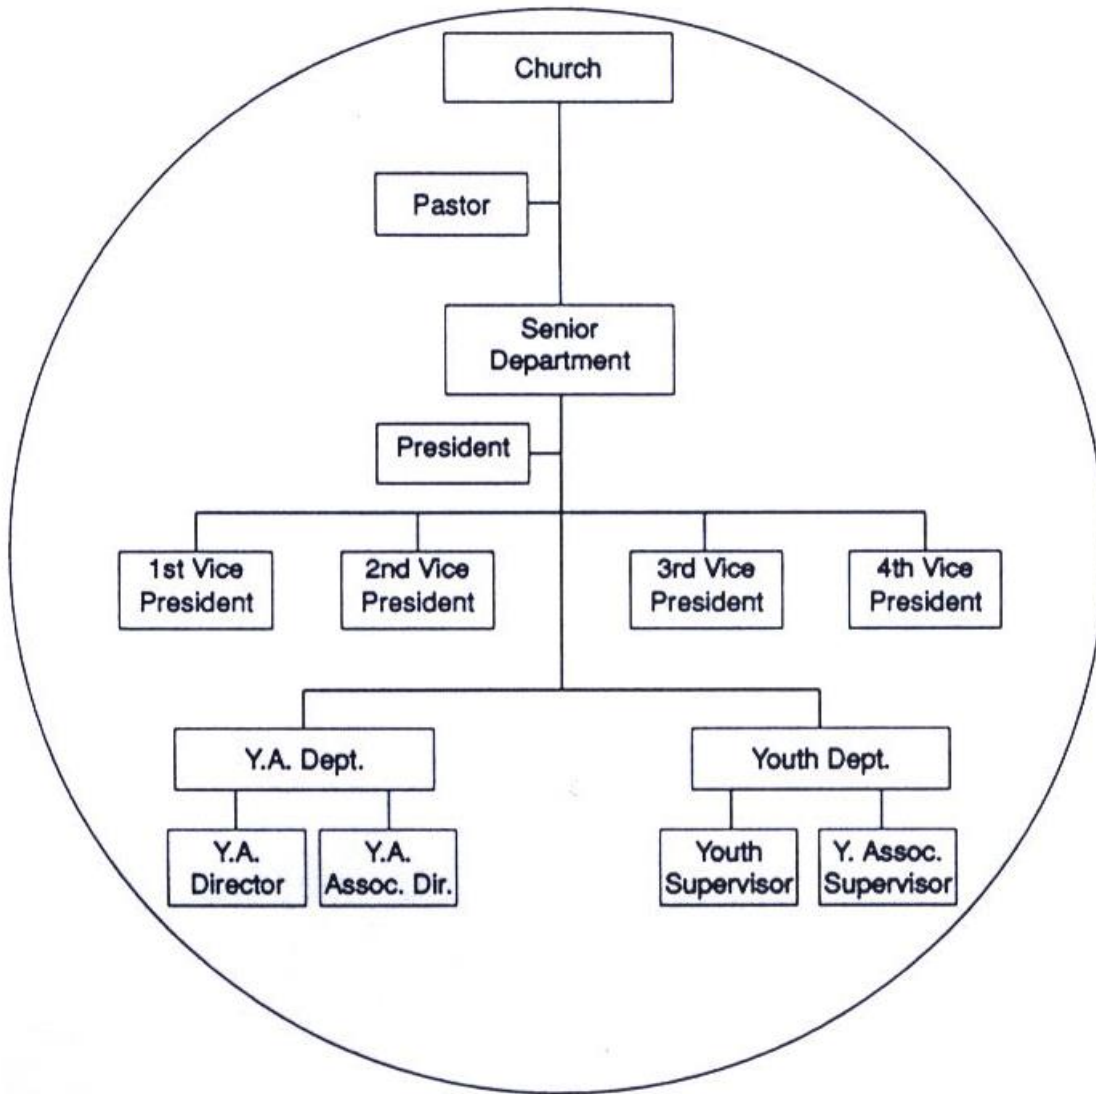 Church
Pastor
Senior
Department
President
1st Vice
President
2nd Vice
President
3rd Vice
President
4th Vice
President
Y.A. Dept.
Youth Dept.
Y.A.
Director
Y.A.
Assoc. Dir.
Youth
Supervisor
Y. Assoc.
Supervisor